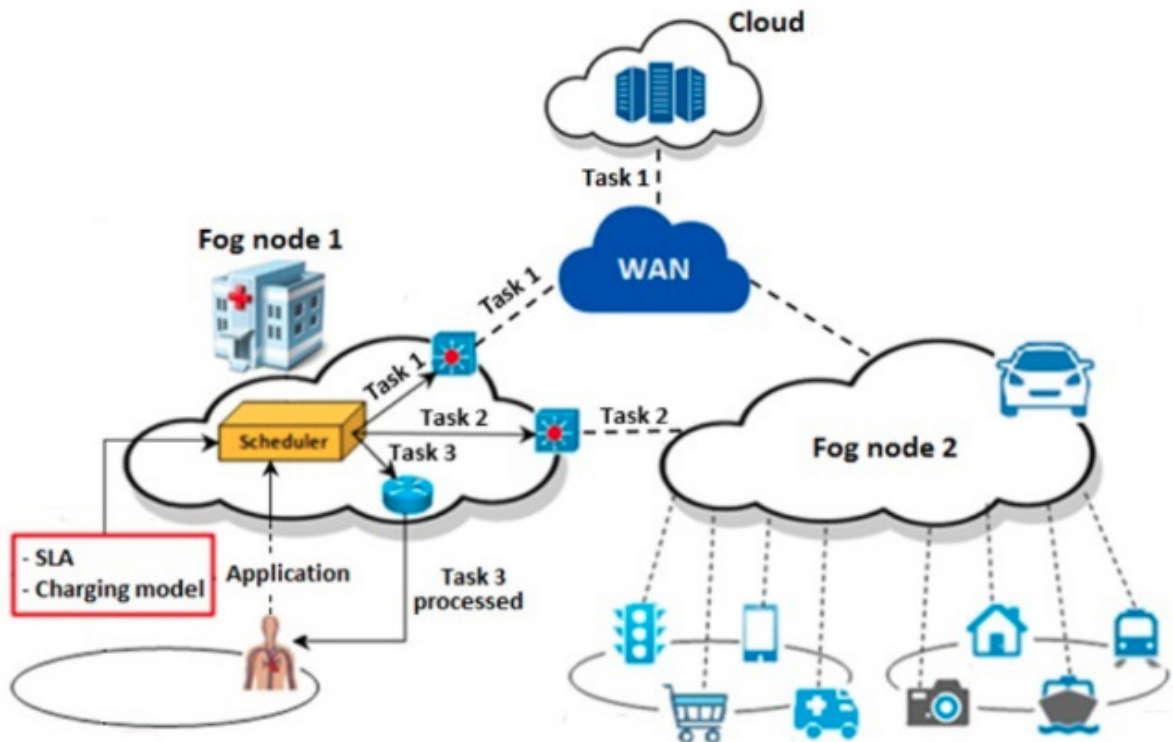 Cloud
Task 1
Fog node 1
WAN
Task 1
Task 1
Task 2
Task 2
Scheduler
Task 3
Fog node 2
- SLA
- Charging model
Application
Task 3
processed